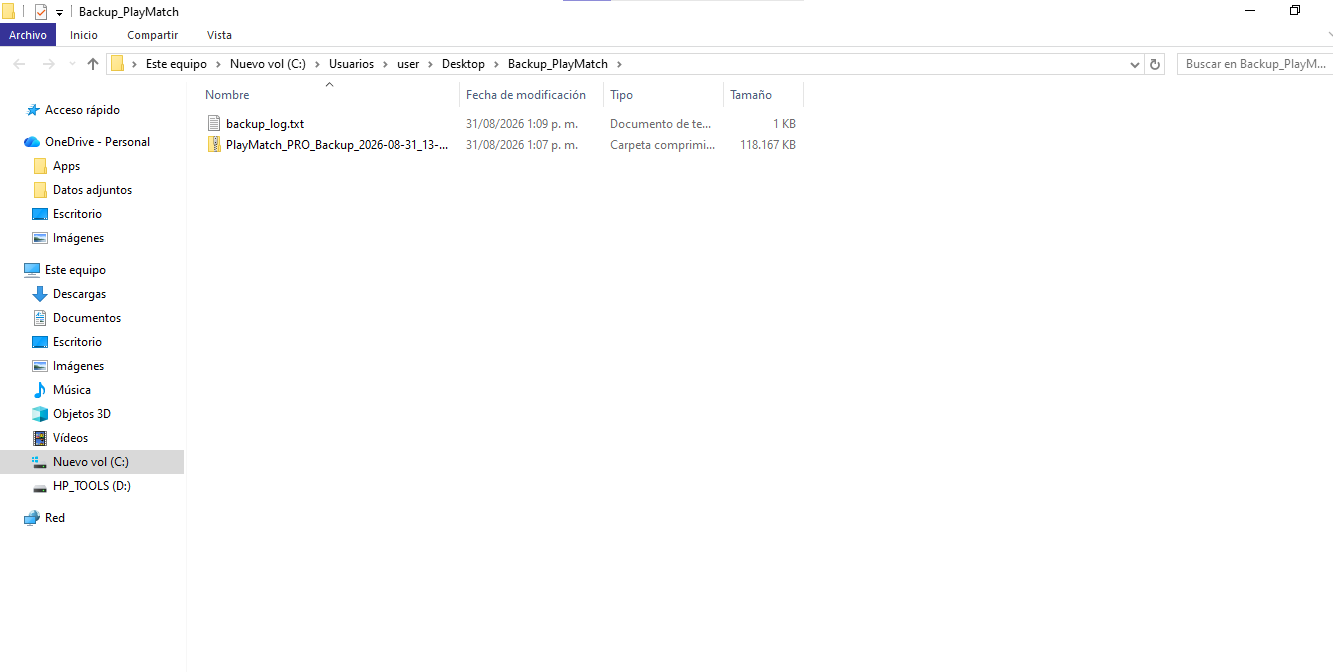 Backup_PlayMatch
Archivo Inicio Compartir Vista
Este equipo Nuevo vol (C:) Usuarios user Desktop Backup_PlayMatch
Buscar en Backup_PlayM...
Nombre Fecha de modificación Tipo Tamaño
backup_log.txt 31/08/2026 1:09 p. m. Documento de te... 1 KB
PlayMatch_PRO_Backup_2026-08-31_13-... 31/08/2026 1:07 p. m. Carpeta comprimi... 118.167 KB
Acceso rápido
OneDrive - Personal
Apps
Datos adjuntos
Escritorio
Imágenes
Este equipo
Descargas
Documentos
Escritorio
Imágenes
Música
Objetos 3D
Vídeos
Nuevo vol (C:)
HP_TOOLS (D:)
Red